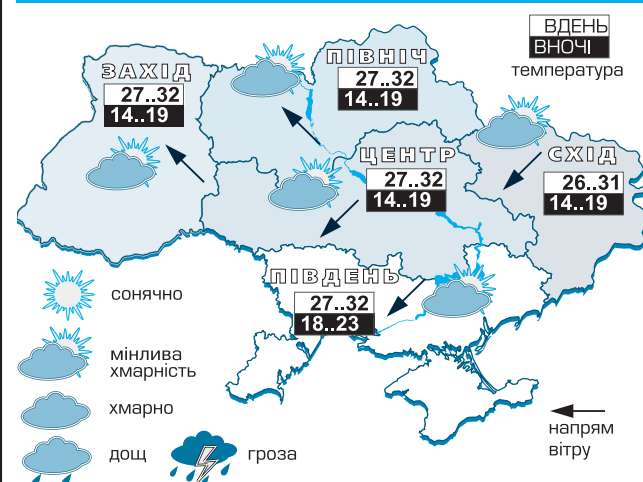 ВДЕНЬ
ВНОЧІ
температура
ЗАХІД
27..32
14..19
ПІВНІЧ
27..32
14..19
ЦЕНТР
27..32
14..19
СХІД
26..31
14..19
ПІВДЕНЬ
27..32
18..23
сонячно
мінлива
хмарність
хмарно
дощ
гроза
напрям
вітру